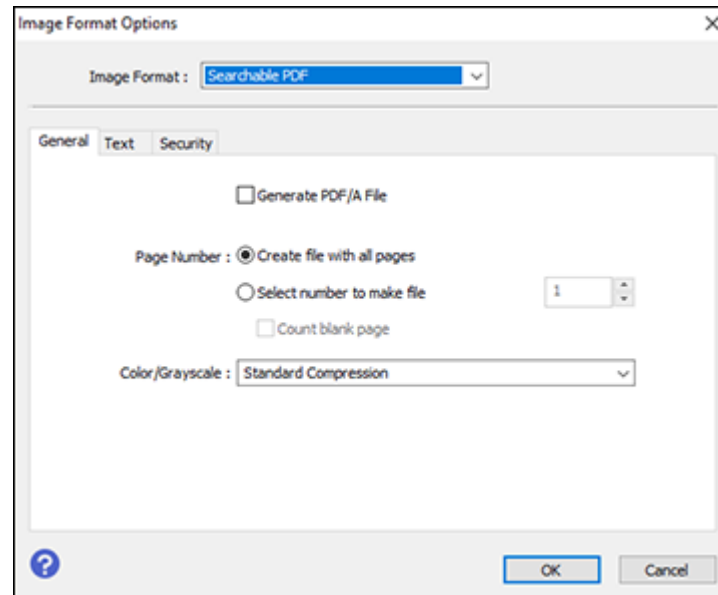 Image Format Options
Image Format : Searchable PDF
General Text Security
Generate PDF/A File
Page Number : Create file with all pages
Select number to make file 1
Count blank page
Color/Grayscale : Standard Compression
?
OK Cancel